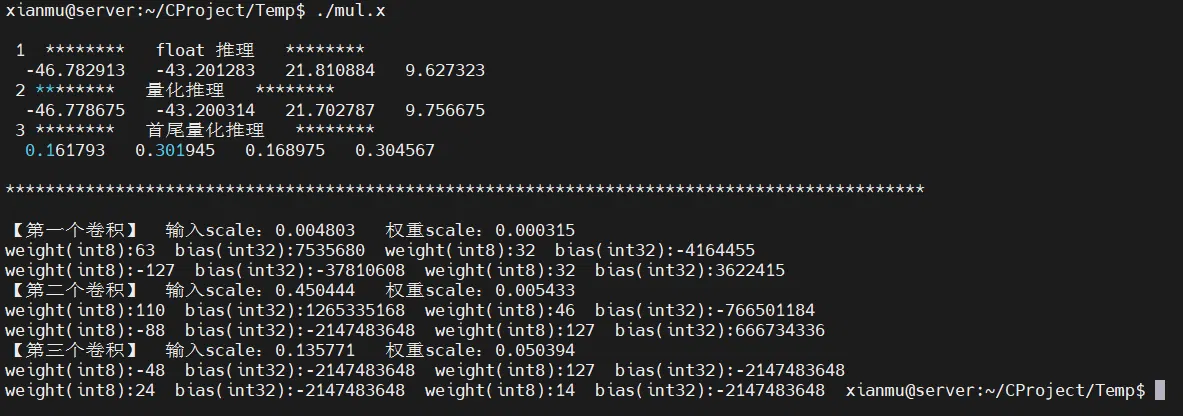 xianmu@server:~/CProject/Temp$ ./mul.x
1 ******** float 推理 ********
-46.782913 -43.201283 21.810884 9.627323
2 ******** 量化推理 ********
-46.778675 -43.200314 21.702787 9.756675
3 ******** 首尾量化推理 ********
0.161793 0.301945 0.168975 0.304567
********************************************************************************************
【第一个卷积】 输入scale：0.004803 权重scale：0.000315
weight(int8):63 bias(int32):7535680 weight(int8):32 bias(int32):-4164455
weight(int8):-127 bias(int32):-37810608 weight(int8):32 bias(int32):3622415
【第二个卷积】 输入scale：0.450444 权重scale：0.005433
weight(int8):110 bias(int32):1265335168 weight(int8):46 bias(int32):-766501184
weight(int8):-88 bias(int32):-2147483648 weight(int8):127 bias(int32):666734336
【第三个卷积】 输入scale：0.135771 权重scale：0.050394
weight(int8):-48 bias(int32):-2147483648 weight(int8):127 bias(int32):-2147483648
weight(int8):24 bias(int32):-2147483648 weight(int8):14 bias(int32):-2147483648 xianmu@server:~/CProject/Temp$